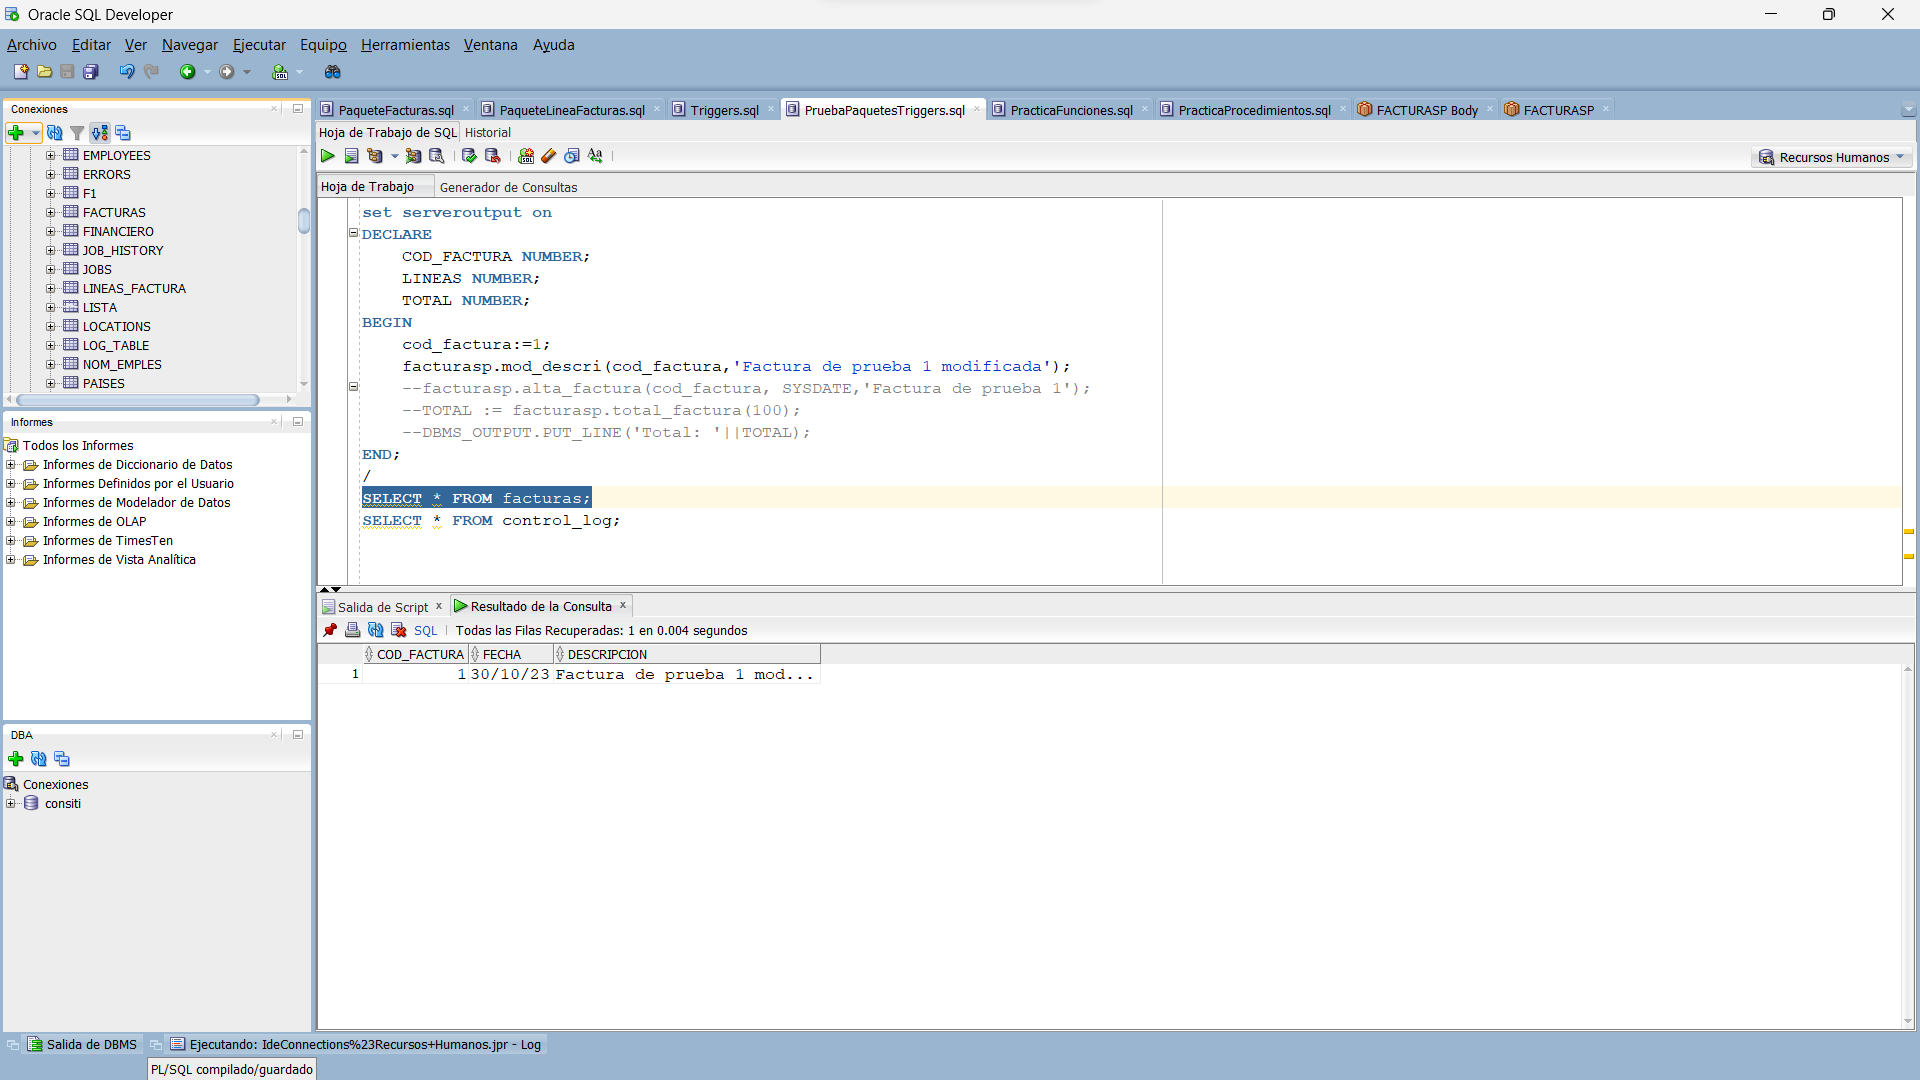 Oracle SQL Developer
Archivo Editar Ver Navegar Ejecutar Equipo Herramientas Ventana Ayuda
Conexiones
EMPLOYEES
ERRORS
F1
FACTURAS
FINANCIERO
JOB_HISTORY
JOBS
LINEAS_FACTURA
LISTA
LOCATIONS
LOG_TABLE
NOM_EMPLES
PAISES
Informes
Todos los Informes
Informes de Diccionario de Datos
Informes Definidos por el Usuario
Informes de Modelador de Datos
Informes de OLAP
Informes de TimesTen
Informes de Vista Analítica
DBA
Conexiones
consiti
PaqueteFacturas.sql PaqueteLineaFacturas.sql Triggers.sql PruebaPaquetesTriggers.sql PracticaFunciones.sql PracticaProcedimientos.sql FACTURASP Body FACTURASP
Hoja de Trabajo de SQL Historial
Recursos Humanos
Hoja de Trabajo Generador de Consultas
set serveroutput on
DECLARE
COD_FACTURA NUMBER;
LINEAS NUMBER;
TOTAL NUMBER;
BEGIN
cod_factura:=1;
facturasp.mod_descri(cod_factura,'Factura de prueba 1 modificada');
--facturasp.alta_factura(cod_factura, SYSDATE,'Factura de prueba 1');
--TOTAL := facturasp.total_factura(100);
--DBMS_OUTPUT.PUT_LINE('Total: '||TOTAL);
END;
/
SELECT * FROM facturas;
SELECT * FROM control_log;
Salida de Script Resultado de la Consulta
SQL Todas las Filas Recuperadas: 1 en 0.004 segundos
COD_FACTURA FECHA DESCRIPCION
1 1 30/10/23 Factura de prueba 1 mod...
Salida de DBMS Ejecutando: IdeConnections%23Recursos+Humanos.jpr - Log
PL/SQL compilado/guardado